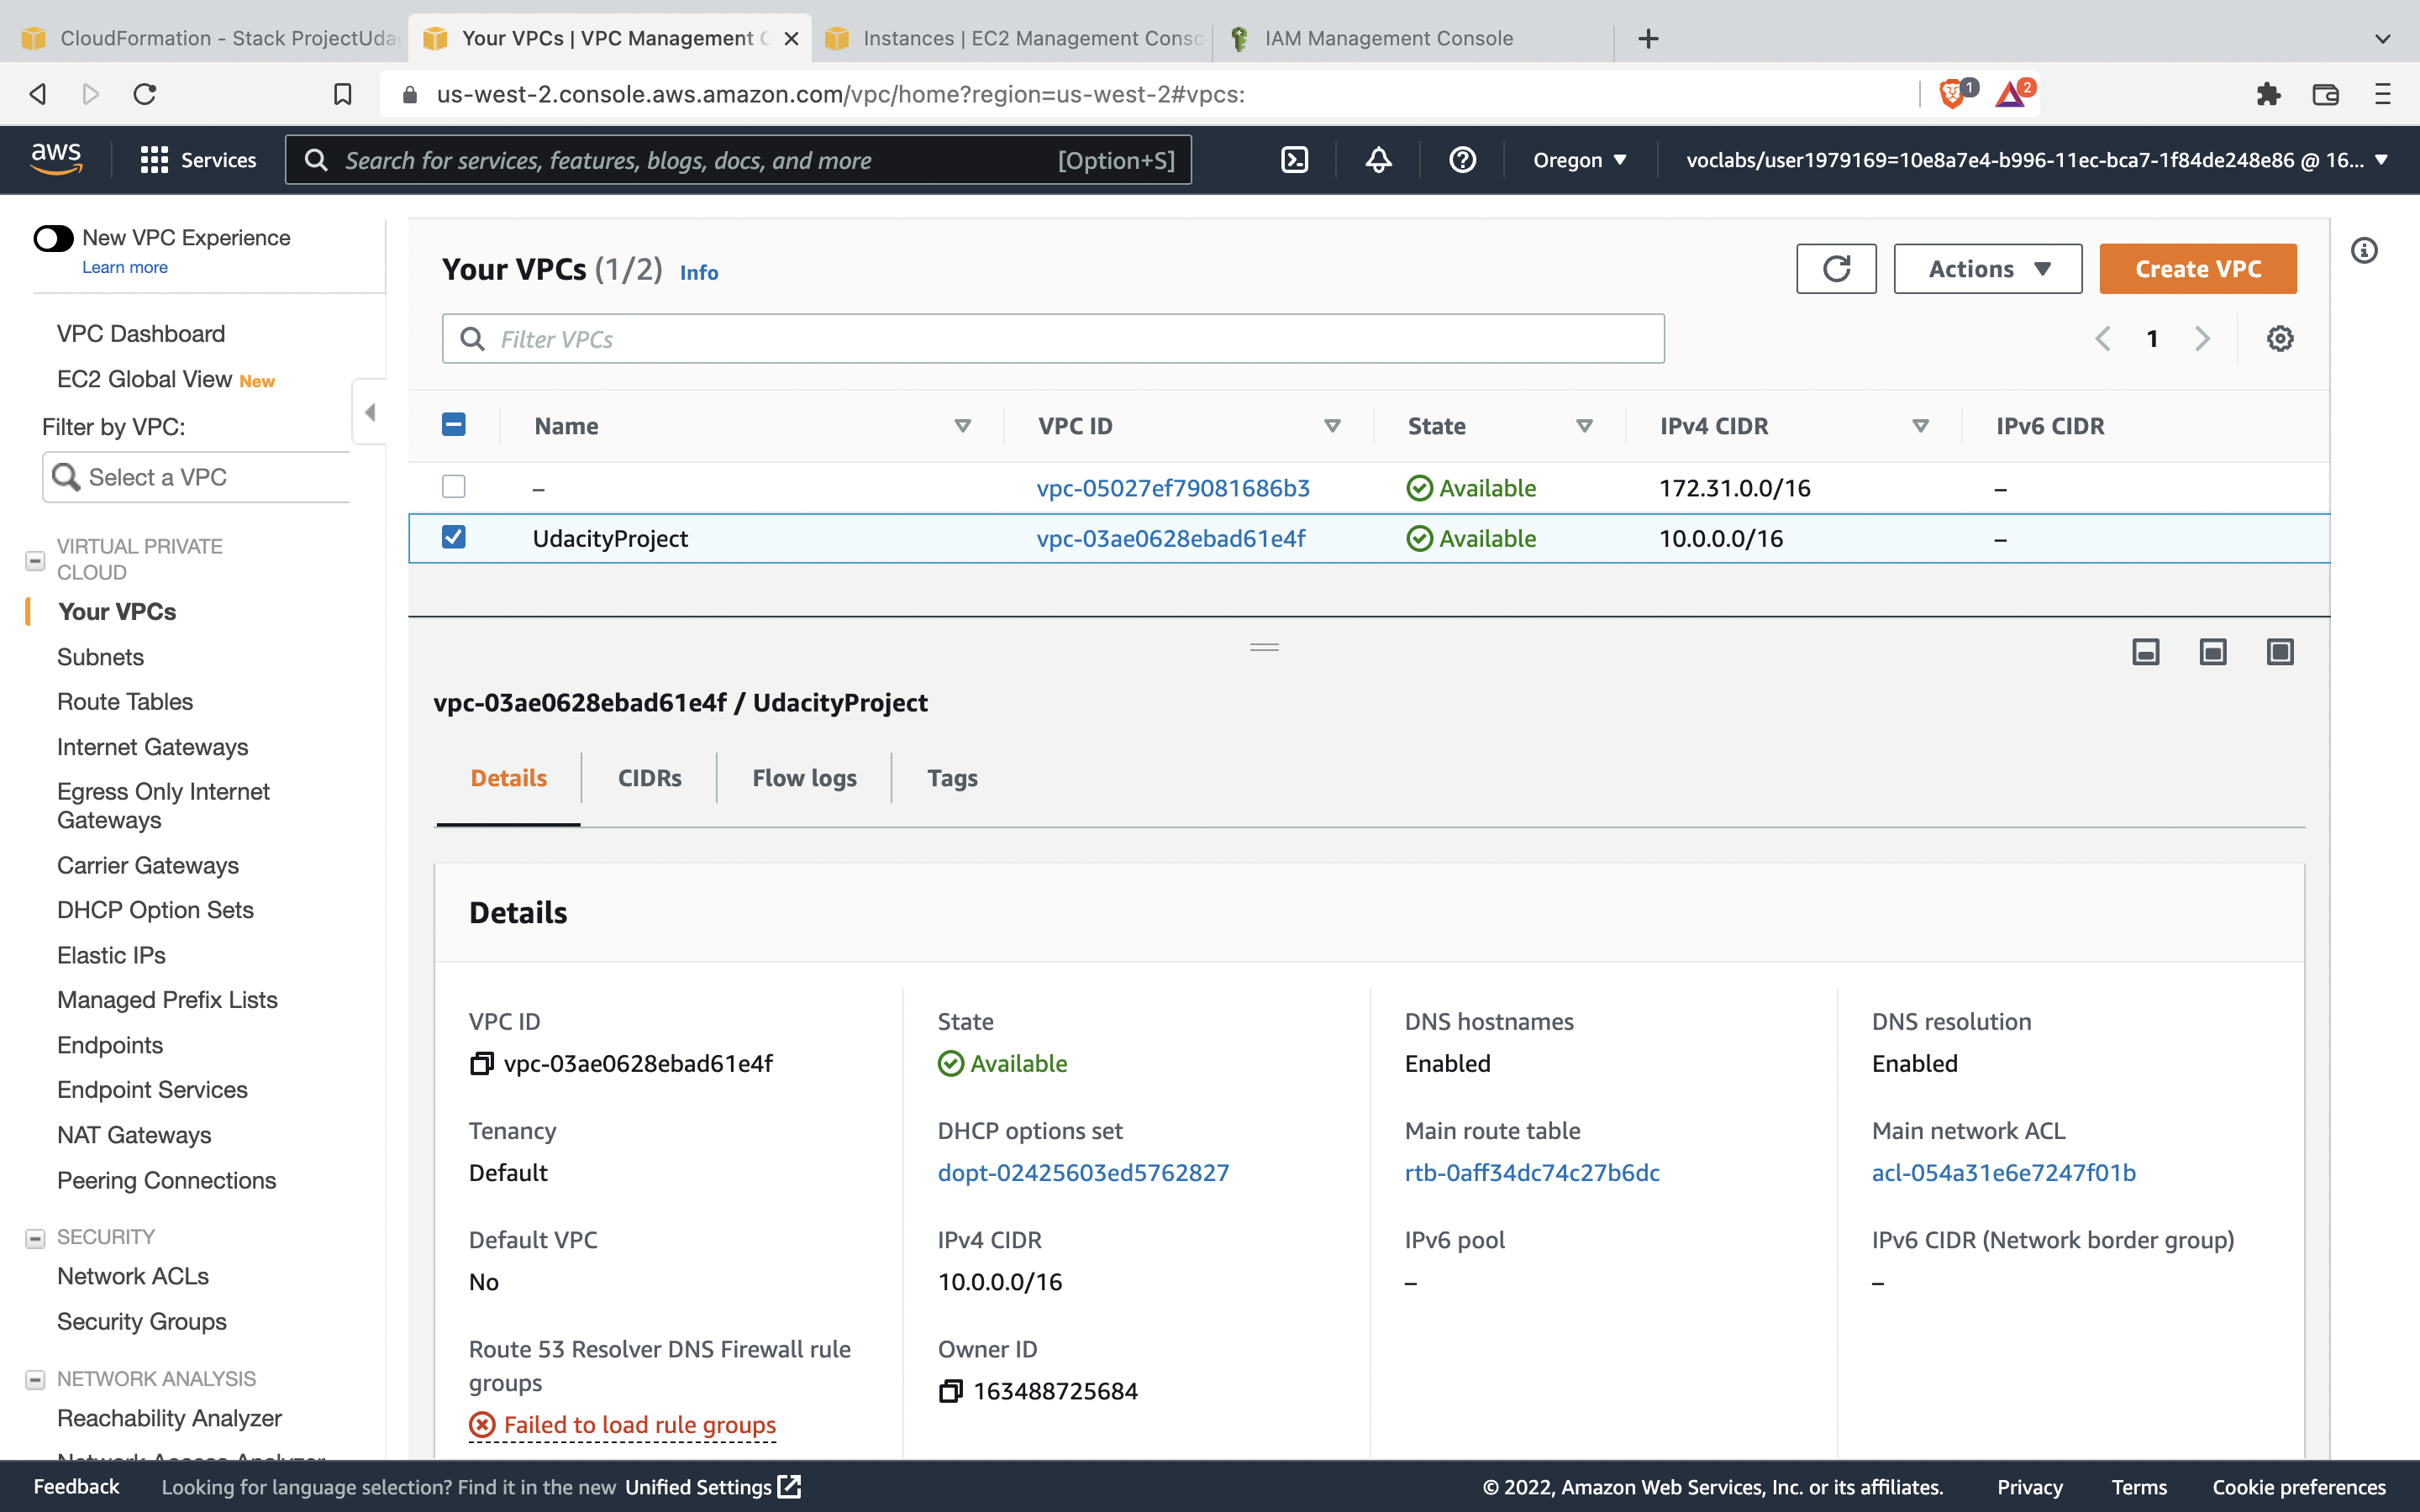 CloudFormation - Stack ProjectUda
Your VPCs | VPC Management C
Instances | EC2 Management Conso
IAM Management Console
us-west-2.console.aws.amazon.com/vpc/home?region=us-west-2#vpcs:
1
2
aws
Services
Search for services, features, blogs, docs, and more
[Option+S]
Oregon
voclabs/user1979169=10e8a7e4-b996-11ec-bca7-1f84de248e86 @ 16...
New VPC Experience
Learn more
VPC Dashboard
EC2 Global View New
Filter by VPC:
Select a VPC
VIRTUAL PRIVATE
CLOUD
Your VPCs
Subnets
Route Tables
Internet Gateways
Egress Only Internet
Gateways
Carrier Gateways
DHCP Option Sets
Elastic IPs
Managed Prefix Lists
Endpoints
Endpoint Services
NAT Gateways
Peering Connections
SECURITY
Network ACLs
Security Groups
NETWORK ANALYSIS
Reachability Analyzer
Network Access Analyzer
Your VPCs (1/2) Info
Actions
Create VPC
Filter VPCs
1
Name VPC ID State IPv4 CIDR IPv6 CIDR
– vpc-05027ef79081686b3 Available 172.31.0.0/16 –
UdacityProject vpc-03ae0628ebad61e4f Available 10.0.0.0/16 –
vpc-03ae0628ebad61e4f / UdacityProject
Details CIDRs Flow logs Tags
Details
VPC ID
vpc-03ae0628ebad61e4f
State
Available
DNS hostnames
Enabled
DNS resolution
Enabled
Tenancy
Default
DHCP options set
dopt-02425603ed5762827
Main route table
rtb-0aff34dc74c27b6dc
Main network ACL
acl-054a31e6e7247f01b
Default VPC
No
IPv4 CIDR
10.0.0.0/16
IPv6 pool
–
IPv6 CIDR (Network border group)
–
Route 53 Resolver DNS Firewall rule
groups
Failed to load rule groups
Owner ID
163488725684
Feedback
Looking for language selection? Find it in the new Unified Settings
© 2022, Amazon Web Services, Inc. or its affiliates.
Privacy
Terms
Cookie preferences